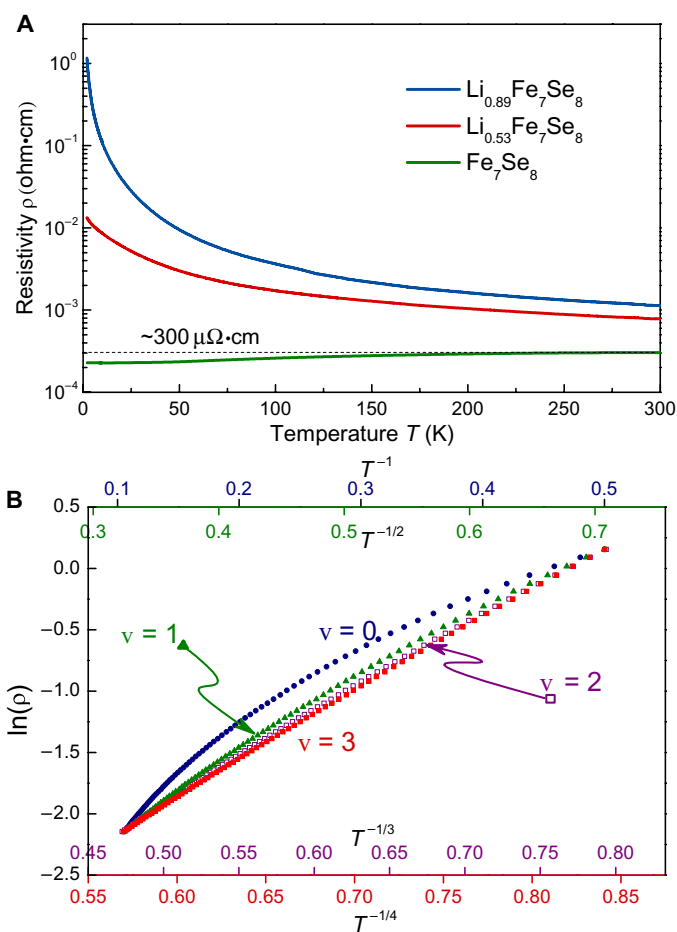 A
Resistivity ρ (ohm·cm)
10⁰
10⁻¹
10⁻²
10⁻³
10⁻⁴
Li₀.₈₉Fe₇Se₈
Li₀.₅₃Fe₇Se₈
Fe₇Se₈
~300 μΩ·cm
0 50 100 150 200 250 300
Temperature T (K)
B
T⁻¹
0.1 0.2 0.3 0.4 0.5
0.3 0.4 0.5 0.6 0.7
T⁻¹/²
ln(ρ)
0.5
0.0
−0.5
−1.0
−1.5
−2.0
−2.5
v = 1
v = 0
v = 2
v = 3
T⁻¹/³
0.45 0.50 0.55 0.60 0.65 0.70 0.75 0.80
0.55 0.60 0.65 0.70 0.75 0.80 0.85
T⁻¹/⁴